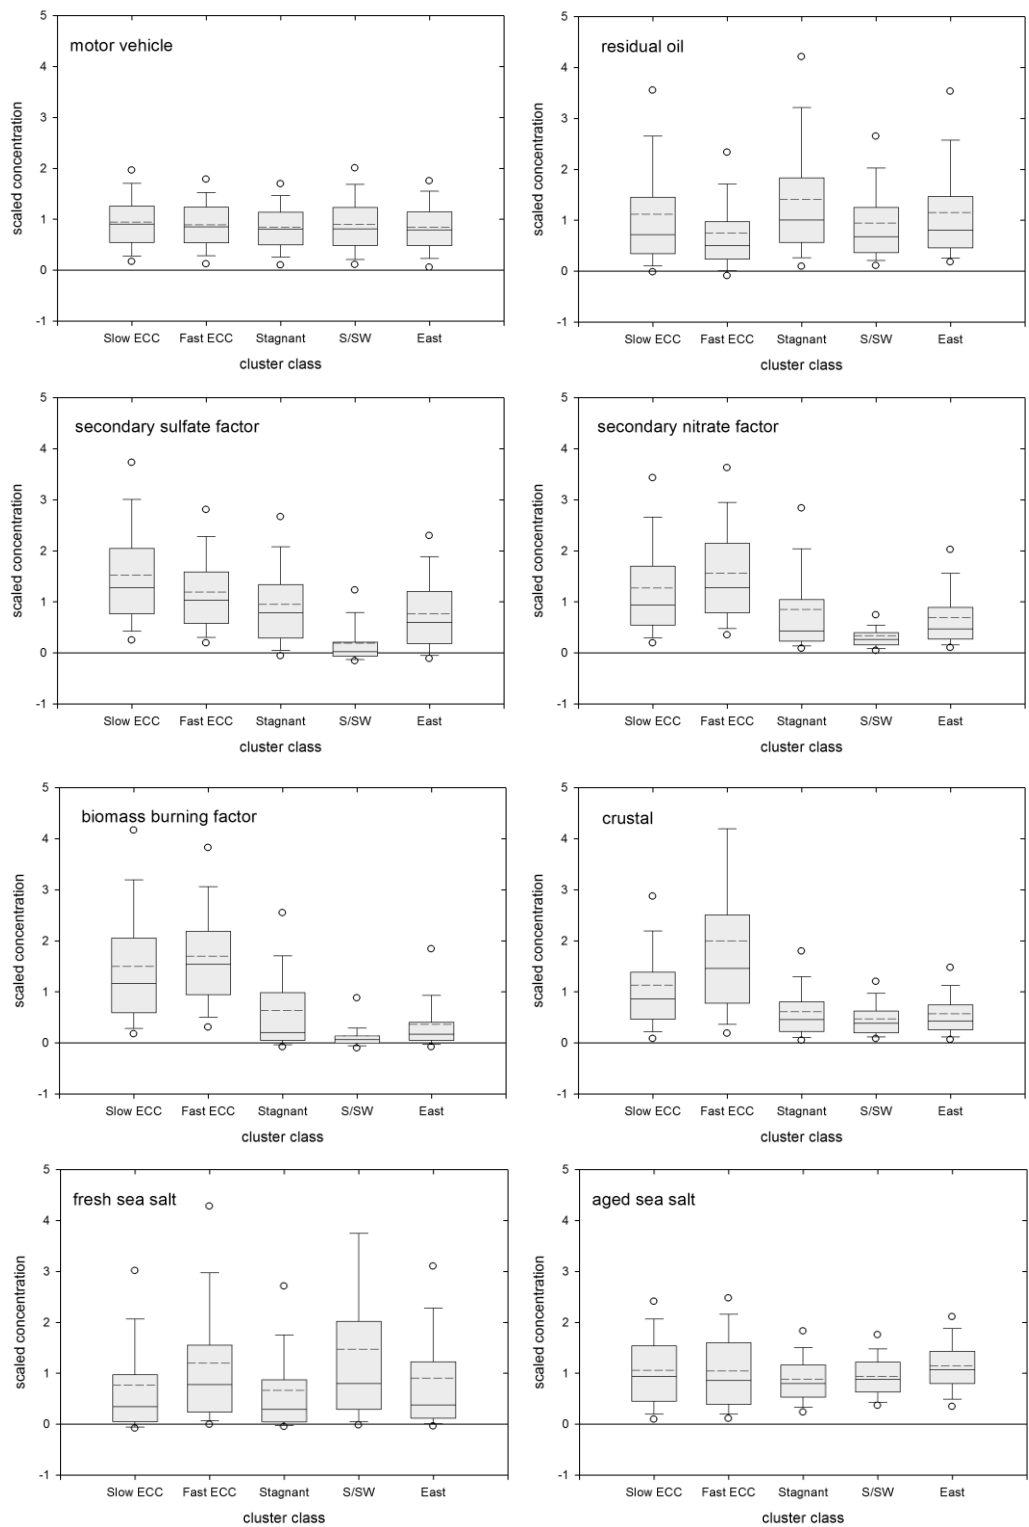 motor vehicle
scaled concentration
5
4
3
2
1
0
-1
Slow ECC Fast ECC Stagnant S/SW East
cluster class
residual oil
scaled concentration
5
4
3
2
1
0
-1
Slow ECC Fast ECC Stagnant S/SW East
cluster class
secondary sulfate factor
scaled concentration
5
4
3
2
1
0
-1
Slow ECC Fast ECC Stagnant S/SW East
cluster class
secondary nitrate factor
scaled concentration
5
4
3
2
1
0
-1
Slow ECC Fast ECC Stagnant S/SW East
cluster class
biomass burning factor
scaled concentration
5
4
3
2
1
0
-1
Slow ECC Fast ECC Stagnant S/SW East
cluster class
crustal
scaled concentration
5
4
3
2
1
0
-1
Slow ECC Fast ECC Stagnant S/SW East
cluster class
fresh sea salt
scaled concentration
5
4
3
2
1
0
-1
Slow ECC Fast ECC Stagnant S/SW East
cluster class
aged sea salt
scaled concentration
5
4
3
2
1
0
-1
Slow ECC Fast ECC Stagnant S/SW East
cluster class